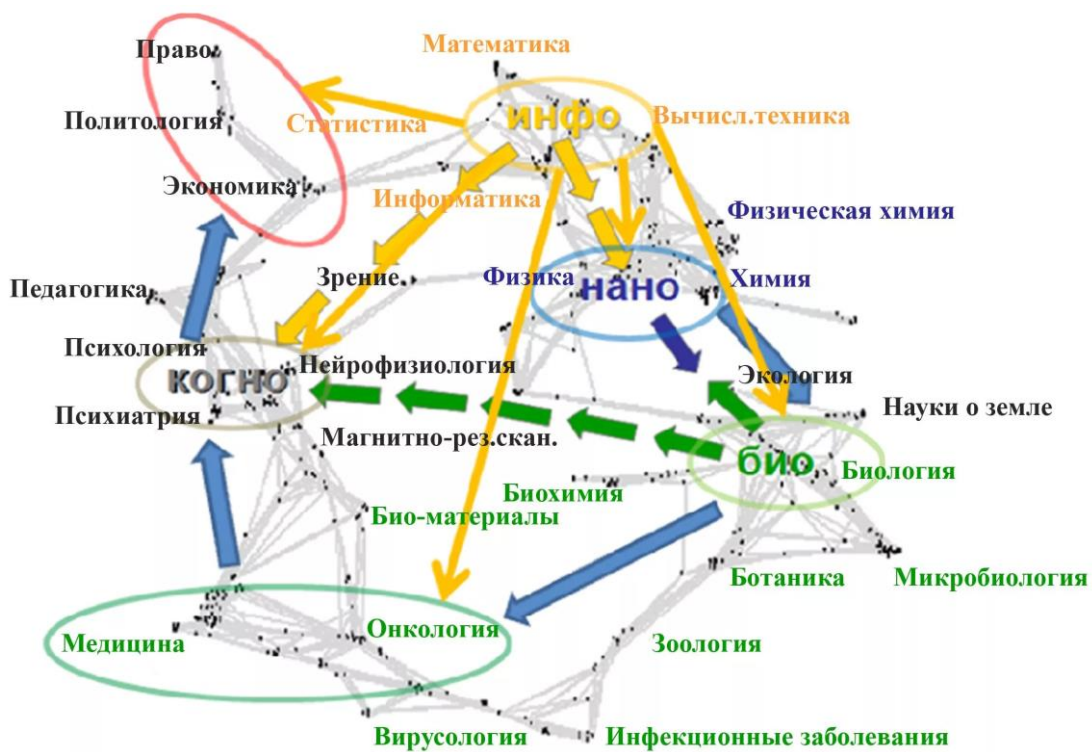 Математика
Право
инфо
Вычисл.техника
Политология
Статистика
Экономика
Информатика
Физическая химия
Зрение
Физика
нано
Химия
Педагогика
Психология
Нейрофизиология
когно
Экология
Психиатрия
Науки о земле
Магнитно-рез.скан.
био
Биология
Биохимия
Био-материалы
Ботаника
Микробиология
Онкология
Медицина
Зоология
Вирусология
Инфекционные заболевания